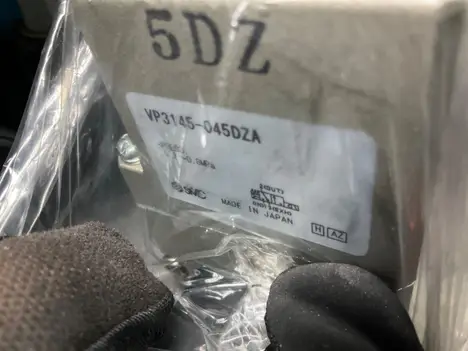 5DZ
VP3145-045DZA
SMC
MADE IN JAPAN
H AZ